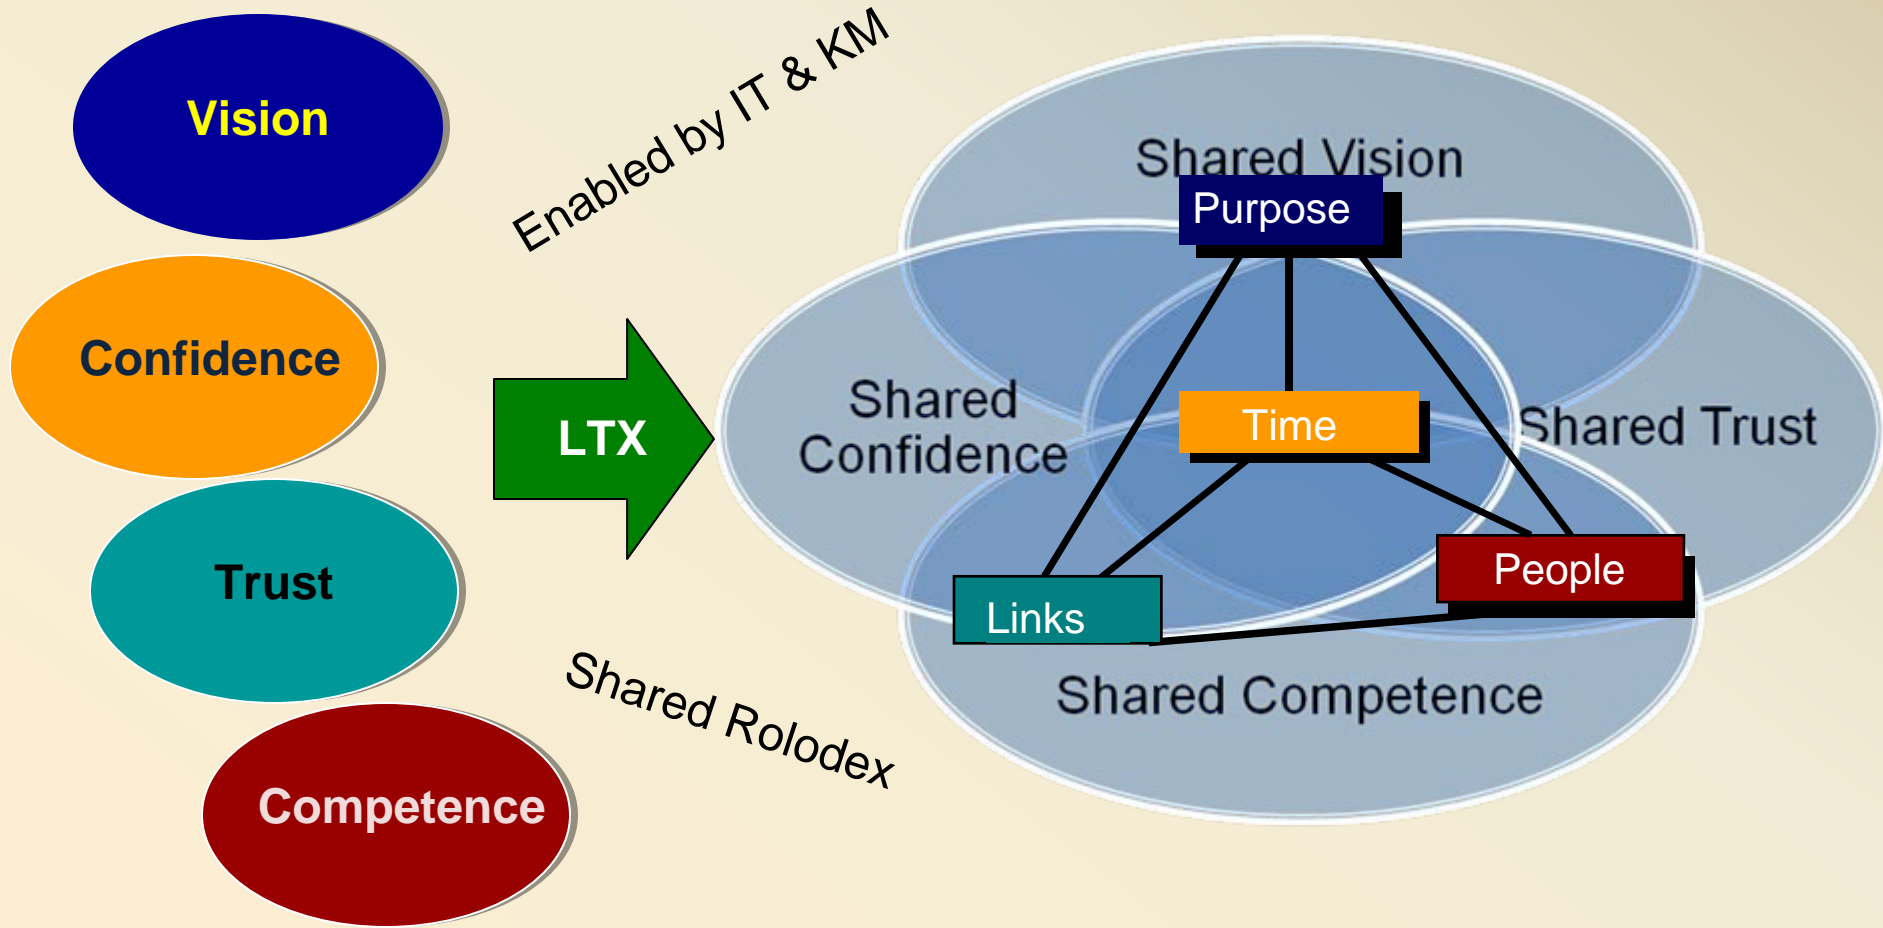 Vision
Confidence
Trust
Competence
Enabled by IT & KM
LTX
Shared Rolodex
Shared Vision
Purpose
Shared
Confidence
Time
Shared Trust
Links
People
Shared Competence